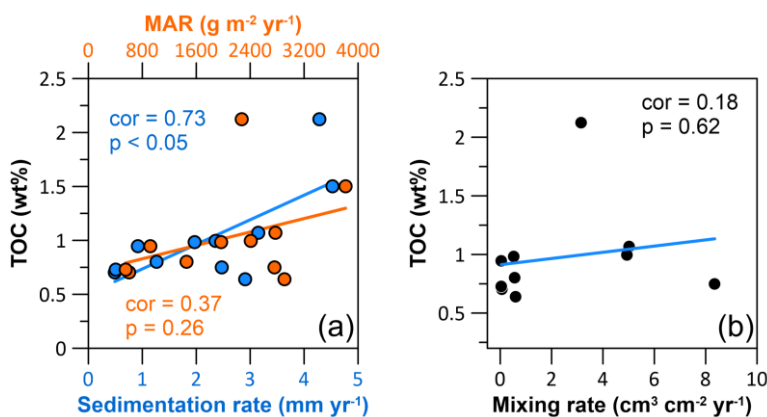 MAR (g m⁻² yr⁻¹)
0 800 1600 2400 3200 4000
2.5
2
1.5
1
0.5
0
TOC (wt%)
cor = 0.73
p < 0.05
cor = 0.37
p = 0.26
(a)
0 1 2 3 4 5
Sedimentation rate (mm yr⁻¹)
2.5
2
1.5
1
0.5
TOC (wt%)
cor = 0.18
p = 0.62
(b)
0 2 4 6 8 10
Mixing rate (cm³ cm⁻² yr⁻¹)